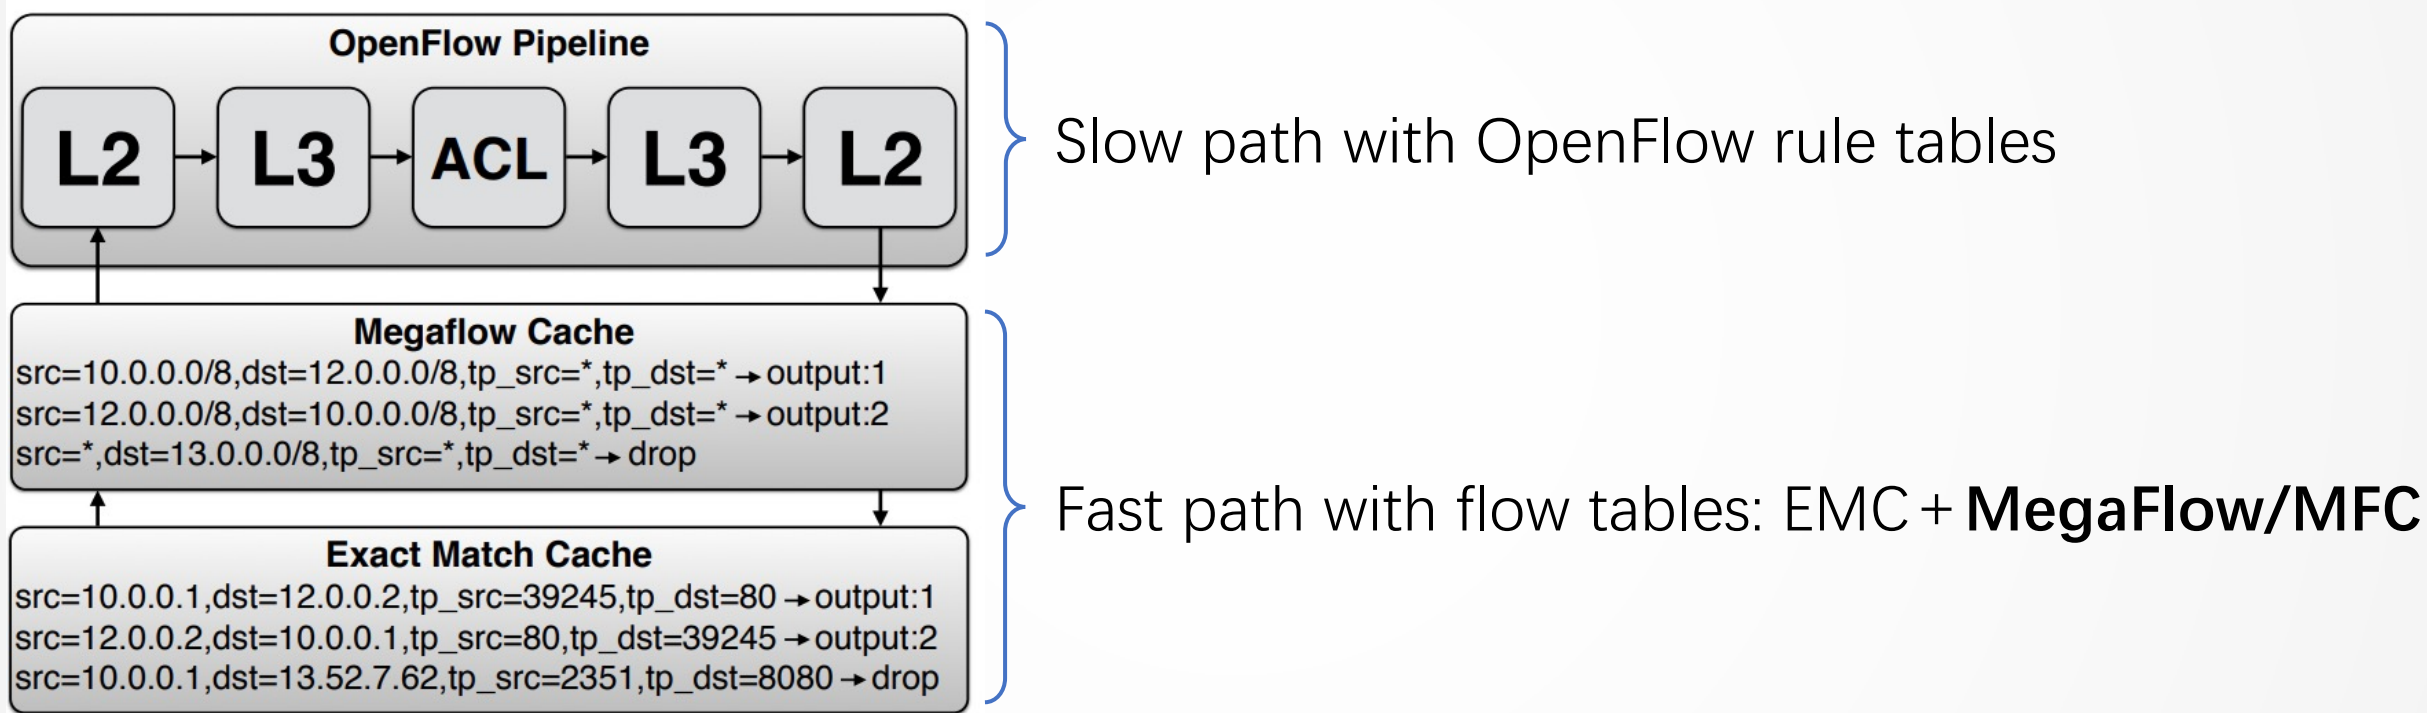 OpenFlow Pipeline
L2
L3
ACL
L3
L2
Slow path with OpenFlow rule tables
Megaflow Cache
src=10.0.0.0/8,dst=12.0.0.0/8,tp_src=*,tp_dst=*→output:1
src=12.0.0.0/8,dst=10.0.0.0/8,tp_src=*,tp_dst=*→output:2
src=*,dst=13.0.0.0/8,tp_src=*,tp_dst=*→drop
Exact Match Cache
src=10.0.0.1,dst=12.0.0.2,tp_src=39245,tp_dst=80→output:1
src=12.0.0.2,dst=10.0.0.1,tp_src=80,tp_dst=39245→output:2
src=10.0.0.1,dst=13.52.7.62,tp_src=2351,tp_dst=8080→drop
Fast path with flow tables: EMC+MegaFlow/MFC